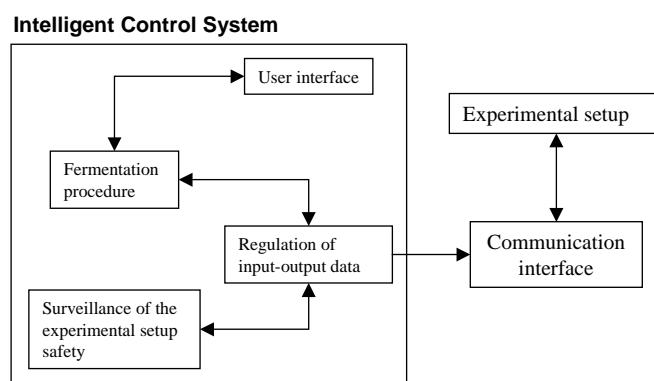 Intelligent Control System
User interface
Experimental setup
Fermentation
procedure
Regulation of
input-output data
Communication
interface
Surveillance of the
experimental setup
safety